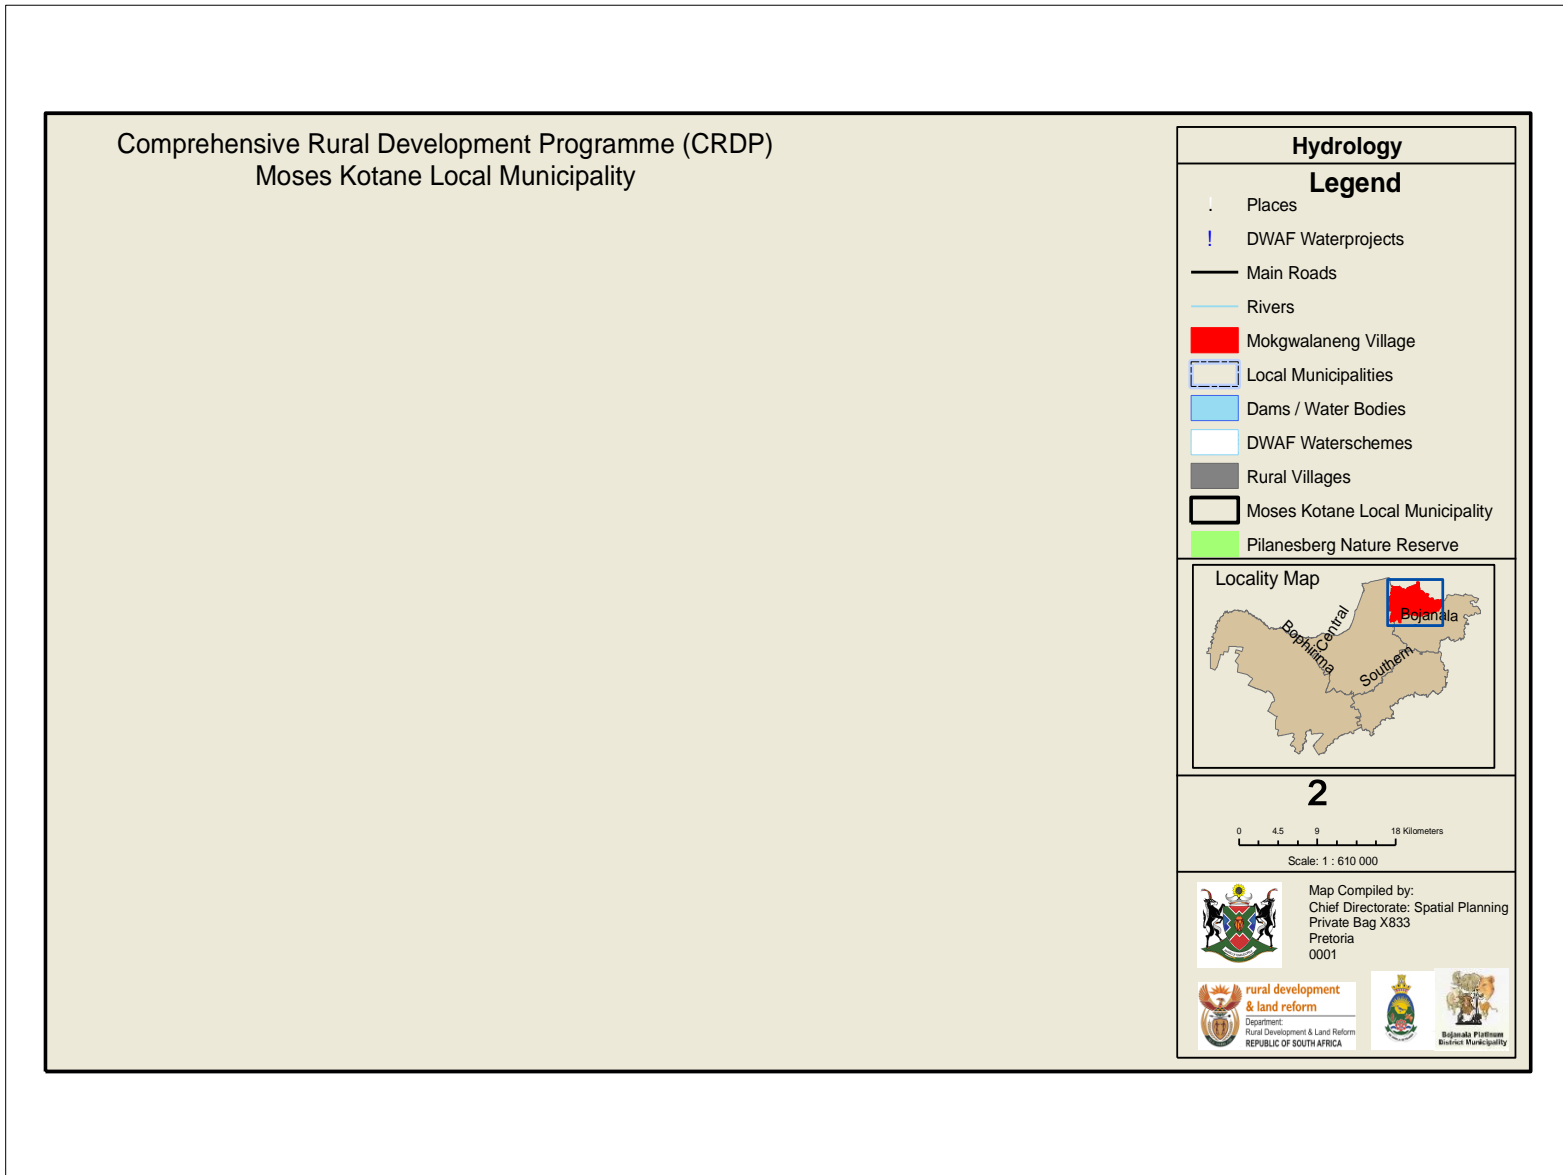 Comprehensive Rural Development Programme (CRDP)
Moses Kotane Local Municipality
Hydrology
Legend
! Places
! DWAF Waterprojects
Main Roads
Rivers
Mokgwalaneng Village
Local Municipalities
Dams / Water Bodies
DWAF Waterschemes
Rural Villages
Moses Kotane Local Municipality
Pilanesberg Nature Reserve
Locality Map
Bophirima
Central
Southern
Bojanala
2
0 4.5 9 18 Kilometers
Scale: 1 : 610 000
Map Compiled by:
Chief Directorate: Spatial Planning
Private Bag X833
Pretoria
0001
rural development
& land reform
Department:
Rural Development & Land Reform
REPUBLIC OF SOUTH AFRICA
Bojanala Platinum
District Municipality